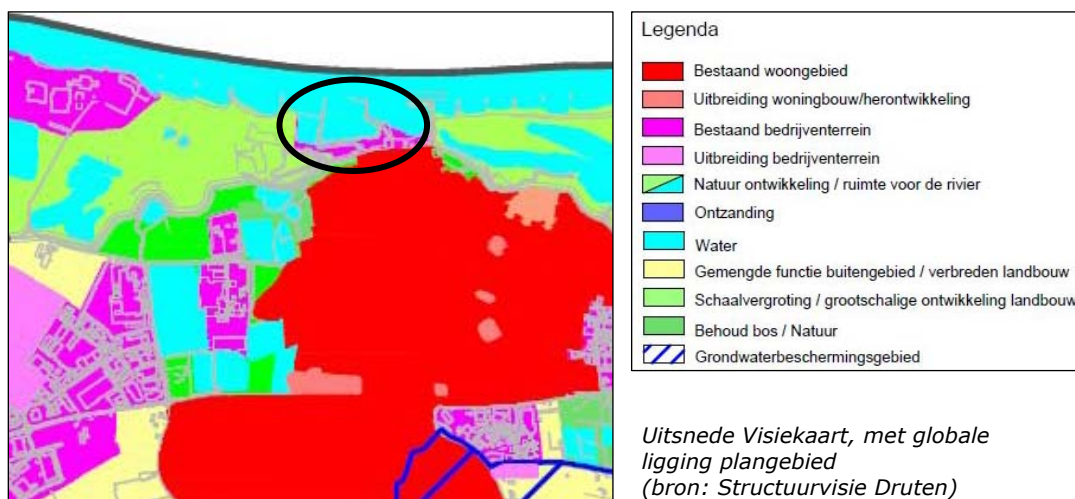 Legenda
Bestaand woongebied
Uitbreiding woningbouw/herontwikkeling
Bestaand bedrijventerrein
Uitbreiding bedrijventerrein
Natuur ontwikkeling / ruimte voor de rivier
Ontzanding
Water
Gemengde functie buitengebied / verbreden landbouw
Schaalvergroting / grootschalige ontwikkeling landbouw
Behoud bos / Natuur
Grondwaterbeschermingsgebied
Uitsnede Visiekaart, met globale
ligging plangebied
(bron: Structuurvisie Druten)